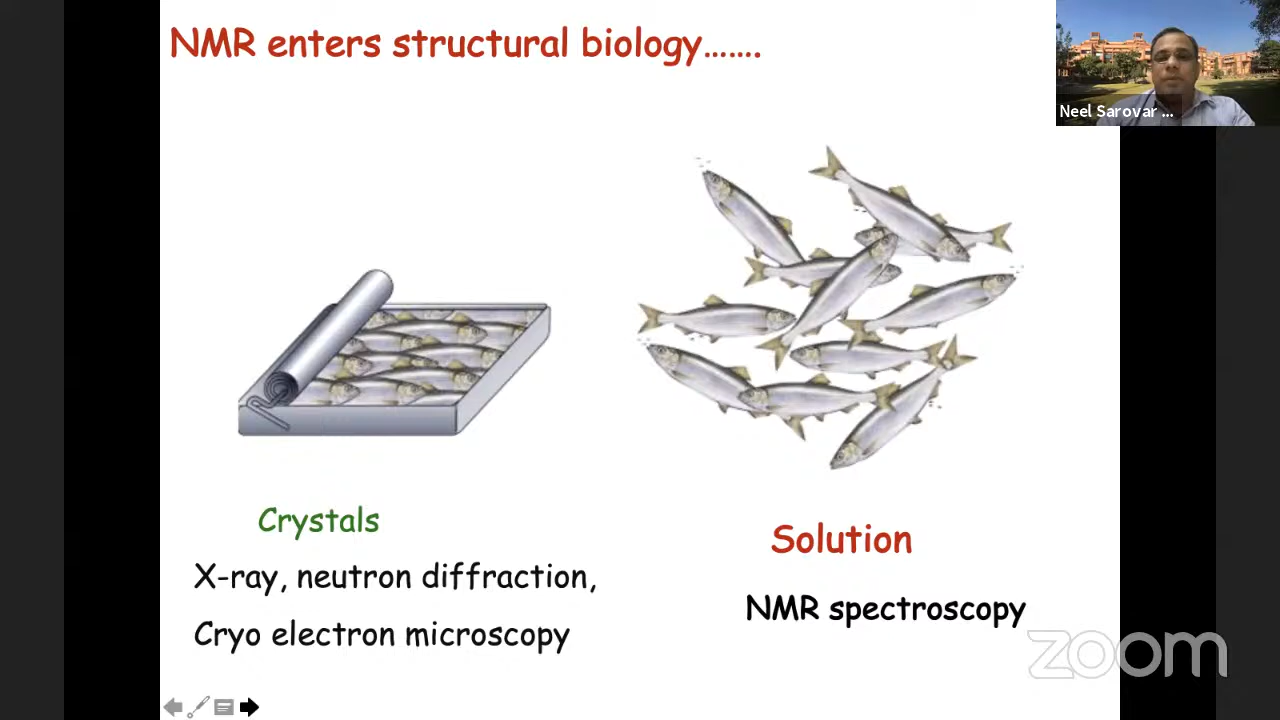 NMR enters structural biology.......
Neel Sarovar ...
Crystals
X-ray, neutron diffraction,
Cryo electron microscopy
Solution
NMR spectroscopy
zoom